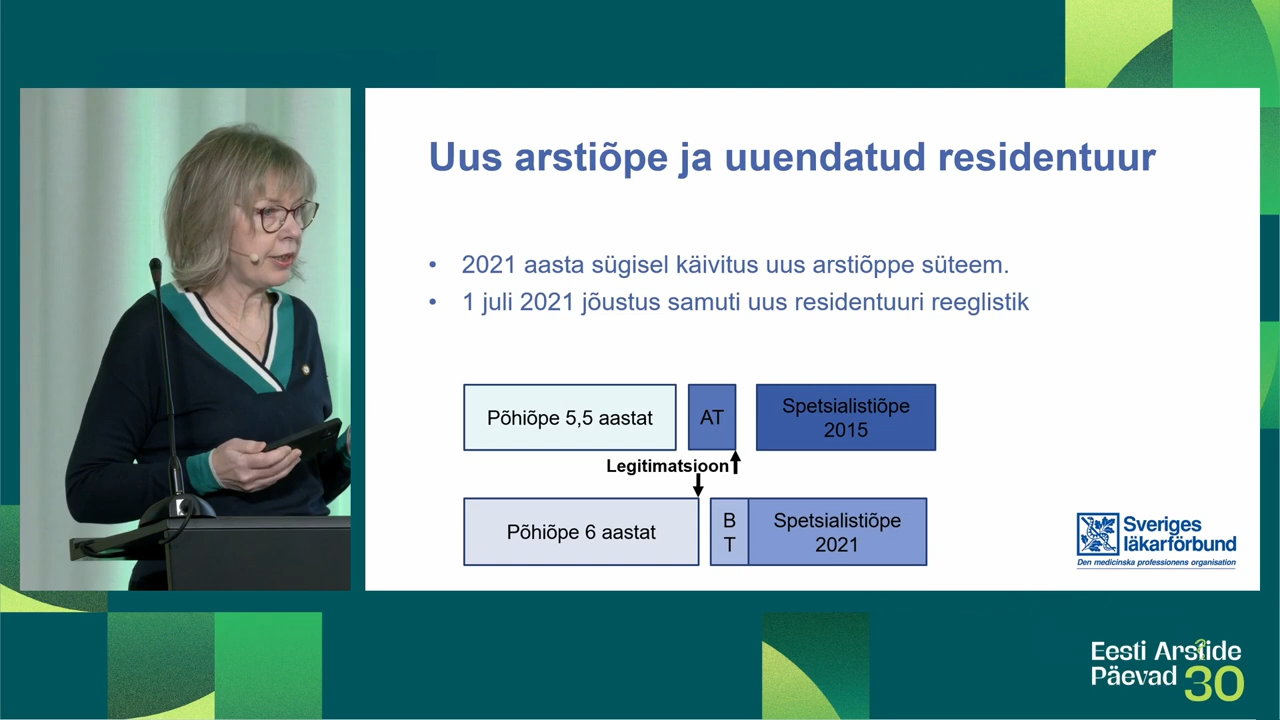 Uus arstiõpe ja uuendatud residentuur
• 2021 aasta sügisel käivitus uus arstiõppe süteem.
• 1 juli 2021 jõustus samuti uus residentuuri reeglistik
Põhiõpe 5,5 aastat
AT
Spetsialistiõpe
2015
Legitimatsioon
Põhiõpe 6 aastat
B
T
Spetsialistiõpe
2021
Sveriges
läkarförbund
Den medicinska professionens organisation
Eesti Arstide
Päevad 30